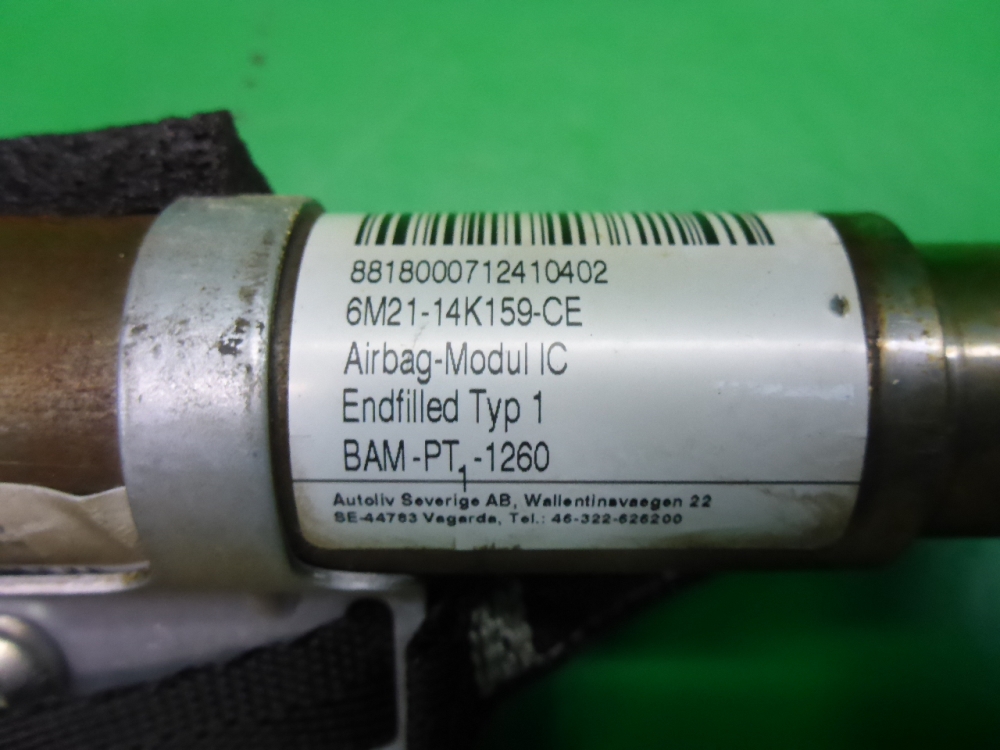 8818000712410402
6M21-14K159-CE
Airbag-Modul IC
Endfilled Typ 1
BAM-PT₁-1260
Autoliv Severige AB, Wallentinsvaegen 22
SE-44783 Vagarda, Tel.: 46-322-626200